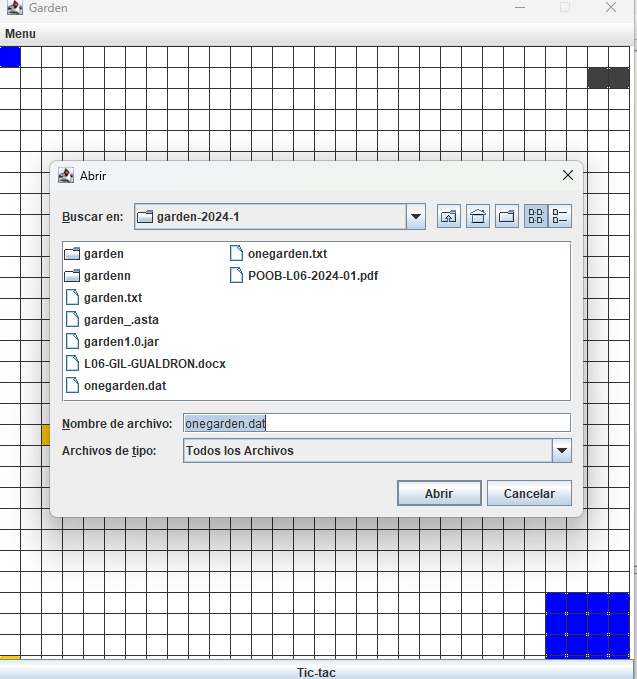 Garden
Menu
Abrir
Buscar en: garden-2024-1
garden
gardenn
garden.txt
garden_.asta
garden1.0.jar
L06-GIL-GUALDRON.docx
onegarden.dat
onegarden.txt
POOB-L06-2024-01.pdf
Nombre de archivo: onegarden.dat
Archivos de tipo: Todos los Archivos
Abrir Cancelar
Tic-tac